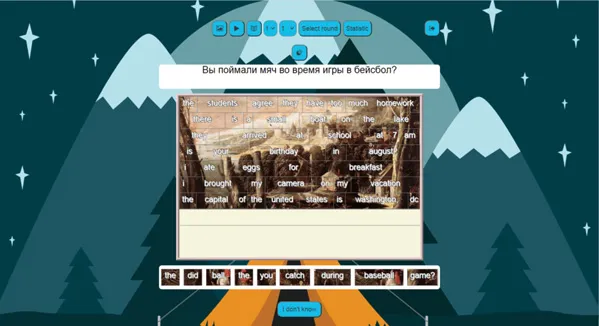 1 1 Select round Statistic
Вы поймали мяч во время игры в бейсбол?
the students agree they have too much homework
there is a small boat on the lake
they arrived at school at 7 am
is your birthday in august?
ate eggs for breakfast
i brought my camera on my vacation
the capital of the united states is washington, dc
the did ball the you catch during baseball game?
I don't know